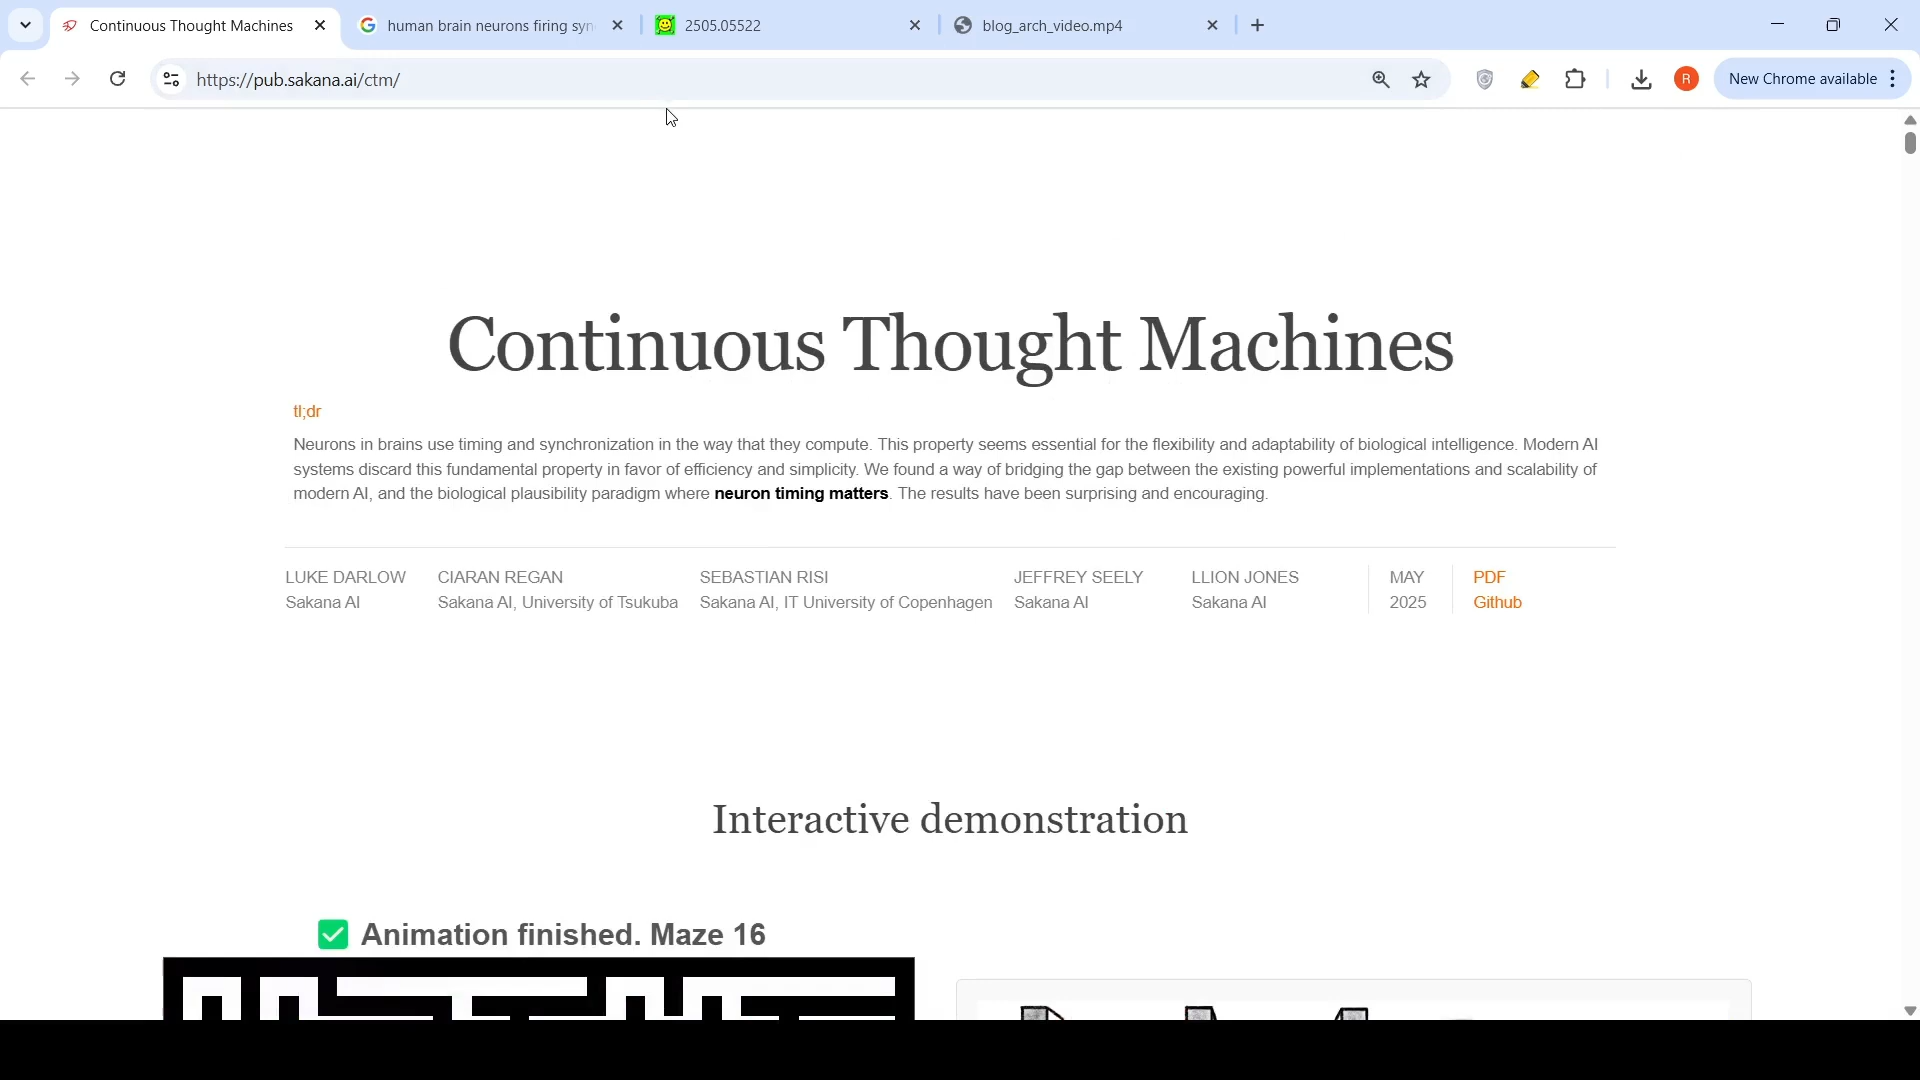 Continuous Thought Machines
human brain neurons firing syn
2505.05522
blog_arch_video.mp4
https://pub.sakana.ai/ctm/
R
New Chrome available
Continuous Thought Machines
tl;dr
Neurons in brains use timing and synchronization in the way that they compute. This property seems essential for the flexibility and adaptability of biological intelligence. Modern AI
systems discard this fundamental property in favor of efficiency and simplicity. We found a way of bridging the gap between the existing powerful implementations and scalability of
modern AI, and the biological plausibility paradigm where neuron timing matters. The results have been surprising and encouraging.
LUKE DARLOW CIARAN REGAN SEBASTIAN RISI JEFFREY SEELY LLION JONES MAY PDF
Sakana AI Sakana AI, University of Tsukuba Sakana AI, IT University of Copenhagen Sakana AI Sakana AI 2025 Github
Interactive demonstration
Animation finished. Maze 16